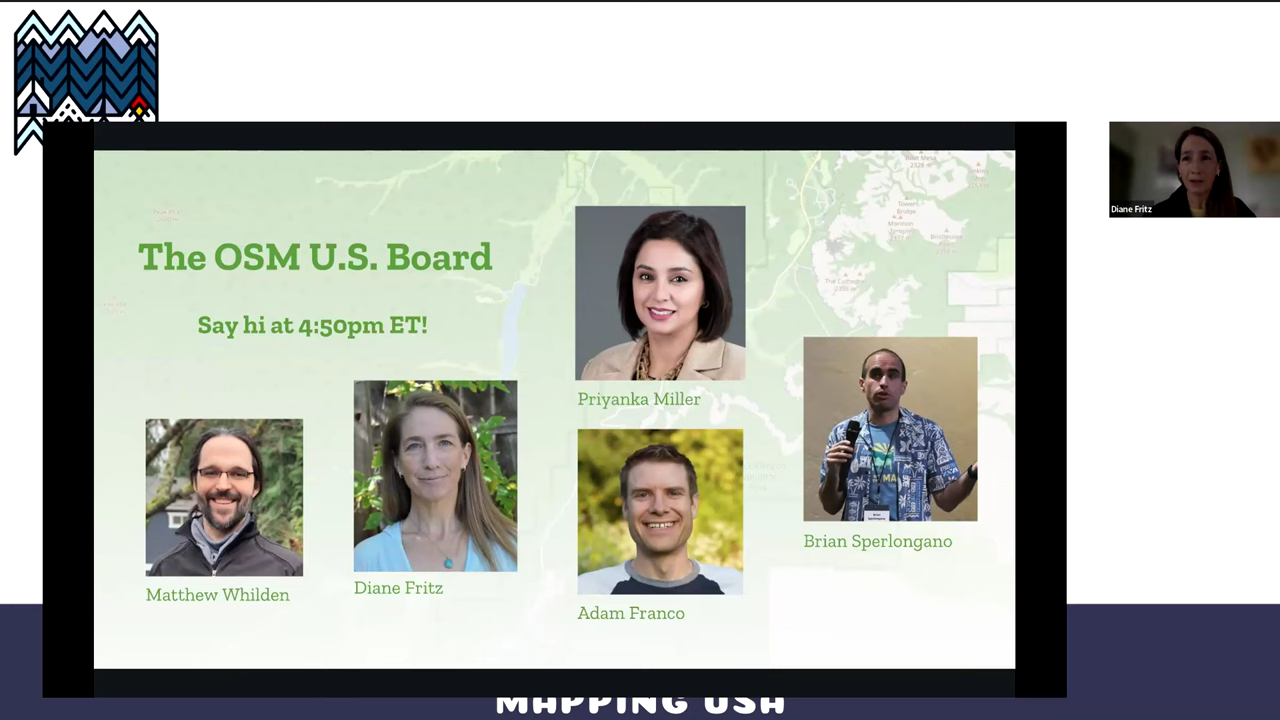 The OSM U.S. Board
Say hi at 4:50pm ET!
Priyanka Miller
Matthew Whilden
Diane Fritz
Adam Franco
Brian Sperlongano
Diane Fritz
MAPPING USA